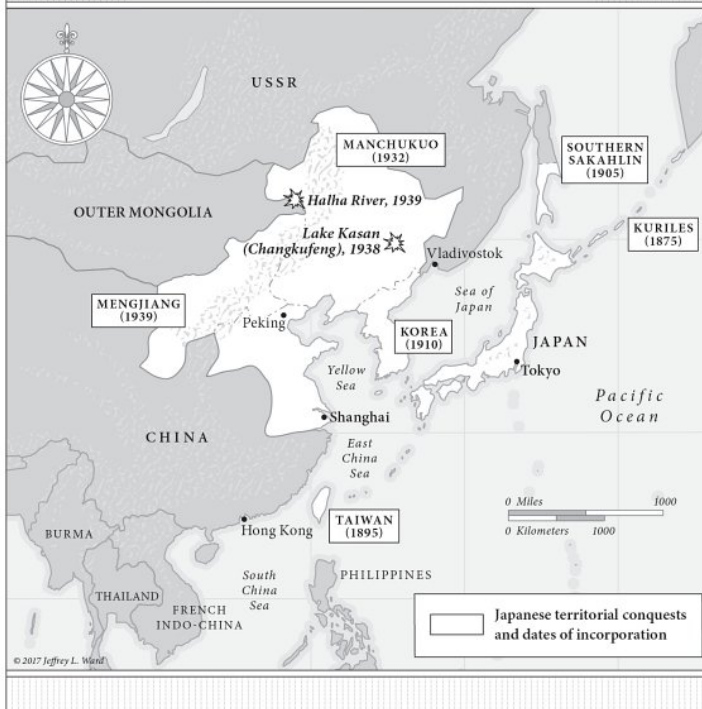 USSR
MANCHUKUO
(1932)
SOUTHERN
SAKAHLIN
(1905)
Halha River, 1939
OUTER MONGOLIA
Lake Kasan
(Changkufeng), 1938
KURILES
(1875)
Vladivostok
MENGJIANG
(1939)
Sea of
Japan
Peking
KOREA
(1910)
JAPAN
Tokyo
Yellow
Sea
Pacific
Ocean
Shanghai
CHINA
East
China
Sea
0 Miles 1000
0 Kilometers 1000
TAIWAN
(1895)
Hong Kong
BURMA
South
China
Sea
PHILIPPINES
THAILAND
FRENCH
INDO-CHINA
Japanese territorial conquests
and dates of incorporation
© 2017 Jeffrey L. Ward